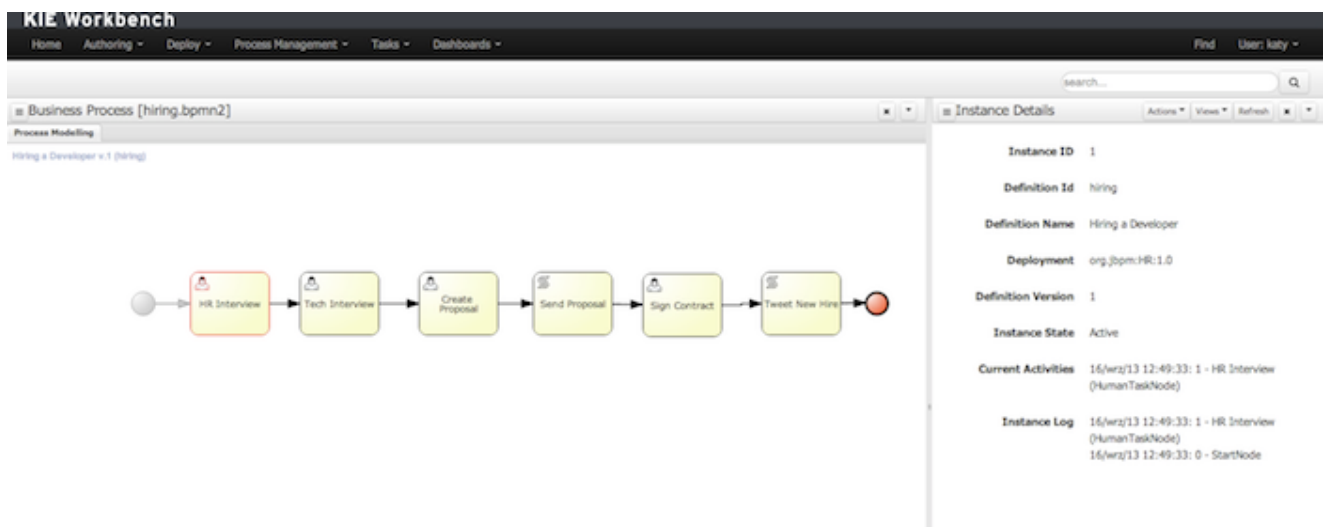 KIE Workbench
Home Authoring Deploy Process Management Tasks Dashboards Find User: katy
search...
Business Process [hiring.bpmn2]
Process Modelling
Hiring a Developer v.1 (hiring)
HR Interview
Tech Interview
Create
Proposal
Send Proposal
Sign Contract
Tweet New Hire
Instance Details Actions Views Refresh
Instance ID 1
Definition Id hiring
Definition Name Hiring a Developer
Deployment org.jbpm:HR:1.0
Definition Version 1
Instance State Active
Current Activities 16/wrz/13 12:49:33: 1 - HR Interview
(HumanTaskNode)
Instance Log 16/wrz/13 12:49:33: 1 - HR Interview
(HumanTaskNode)
16/wrz/13 12:49:33: 0 - StartNode